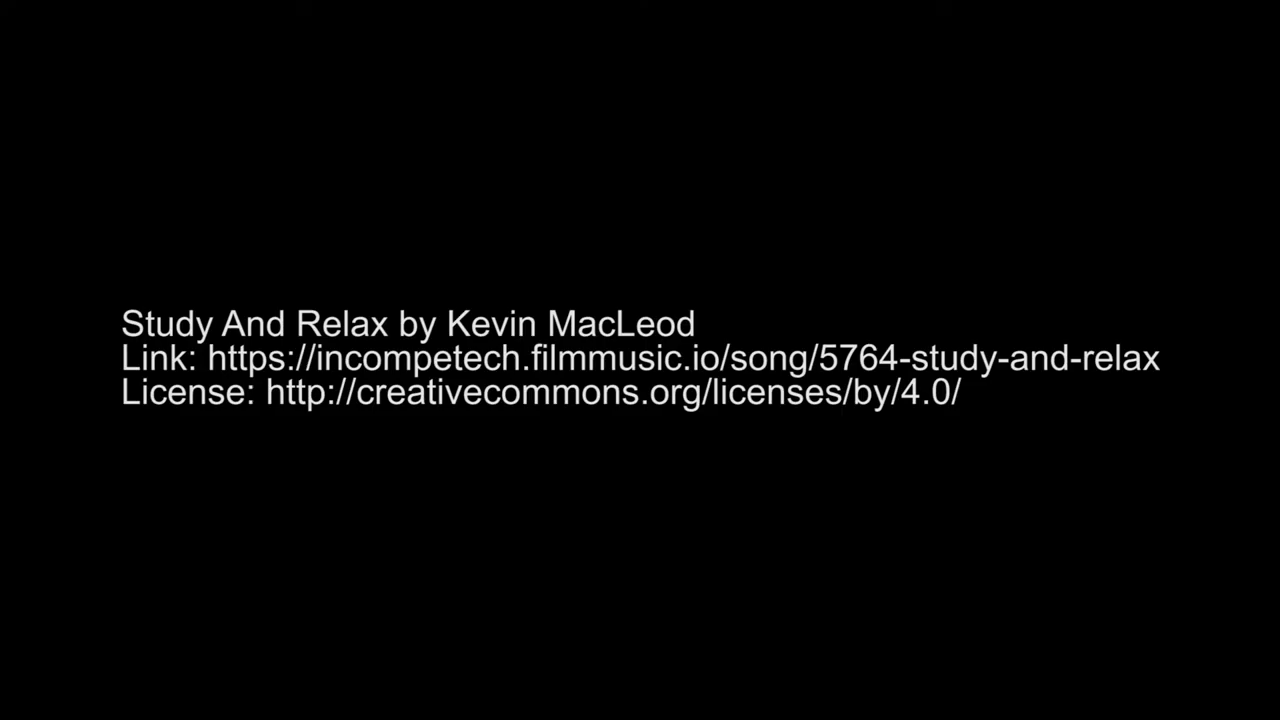 Study And Relax by Kevin MacLeod
Link: https://incompetech.filmmusic.io/song/5764-study-and-relax
License: http://creativecommons.org/licenses/by/4.0/